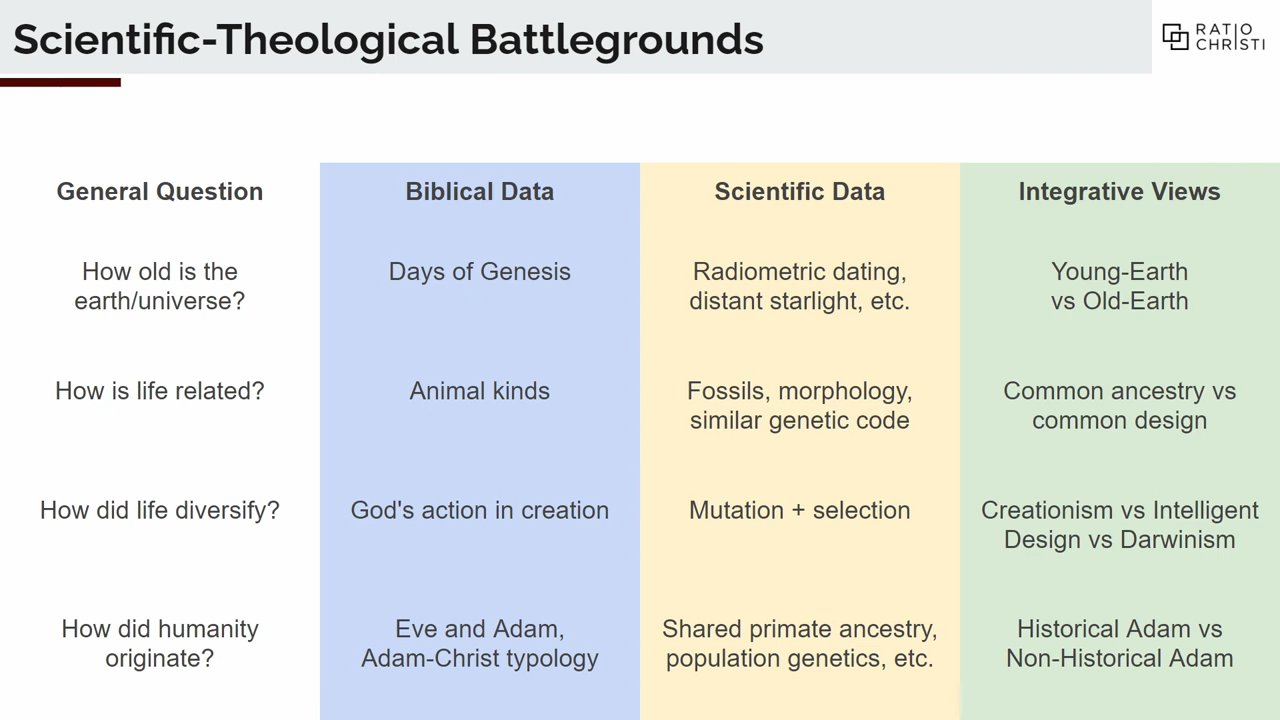 Scientific-Theological Battlegrounds
RATIO
CHRISTI
General Question
Biblical Data
Scientific Data
Integrative Views
How old is the
earth/universe?
Days of Genesis
Radiometric dating,
distant starlight, etc.
Young-Earth
vs Old-Earth
How is life related?
Animal kinds
Fossils, morphology,
similar genetic code
Common ancestry vs
common design
How did life diversify?
God's action in creation
Mutation + selection
Creationism vs Intelligent
Design vs Darwinism
How did humanity
originate?
Eve and Adam,
Adam-Christ typology
Shared primate ancestry,
population genetics, etc.
Historical Adam vs
Non-Historical Adam